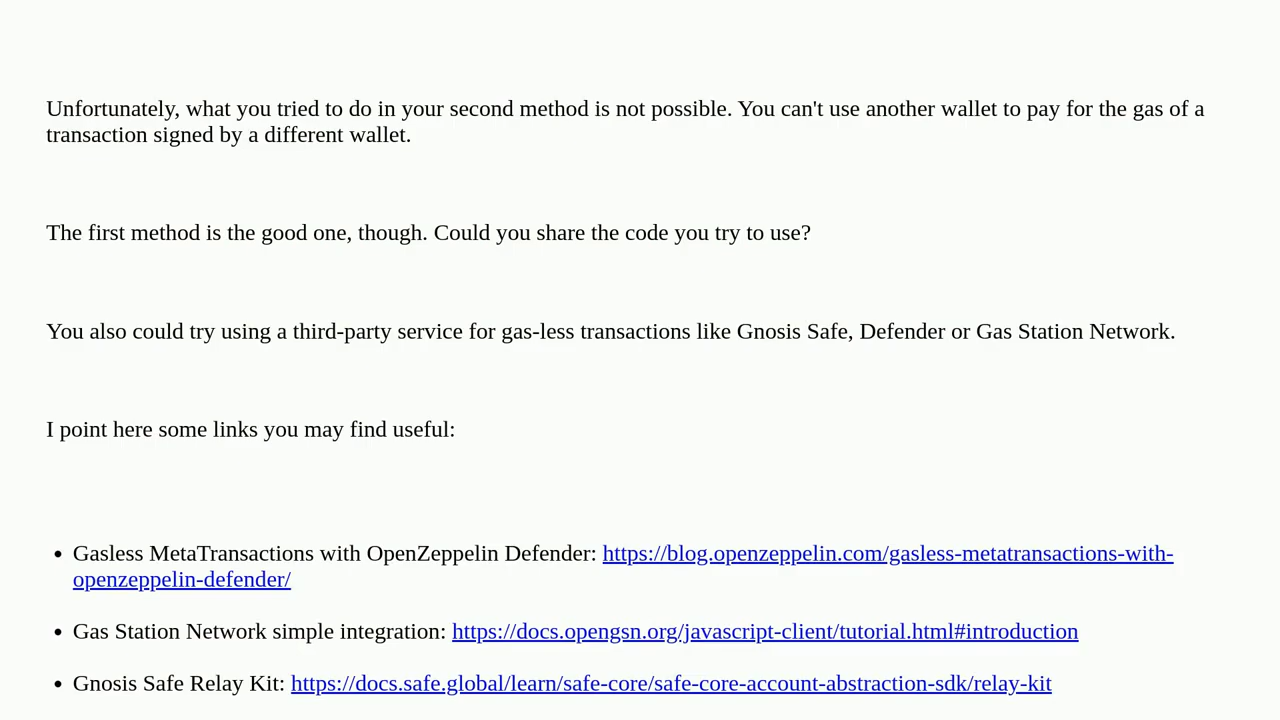 Unfortunately, what you tried to do in your second method is not possible. You can't use another wallet to pay for the gas of a
transaction signed by a different wallet.
The first method is the good one, though. Could you share the code you try to use?
You also could try using a third-party service for gas-less transactions like Gnosis Safe, Defender or Gas Station Network.
I point here some links you may find useful:
• Gasless MetaTransactions with OpenZeppelin Defender: https://blog.openzeppelin.com/gasless-metatransactions-with-
openzeppelin-defender/
• Gas Station Network simple integration: https://docs.opengsn.org/javascript-client/tutorial.html#introduction
• Gnosis Safe Relay Kit: https://docs.safe.global/learn/safe-core/safe-core-account-abstraction-sdk/relay-kit